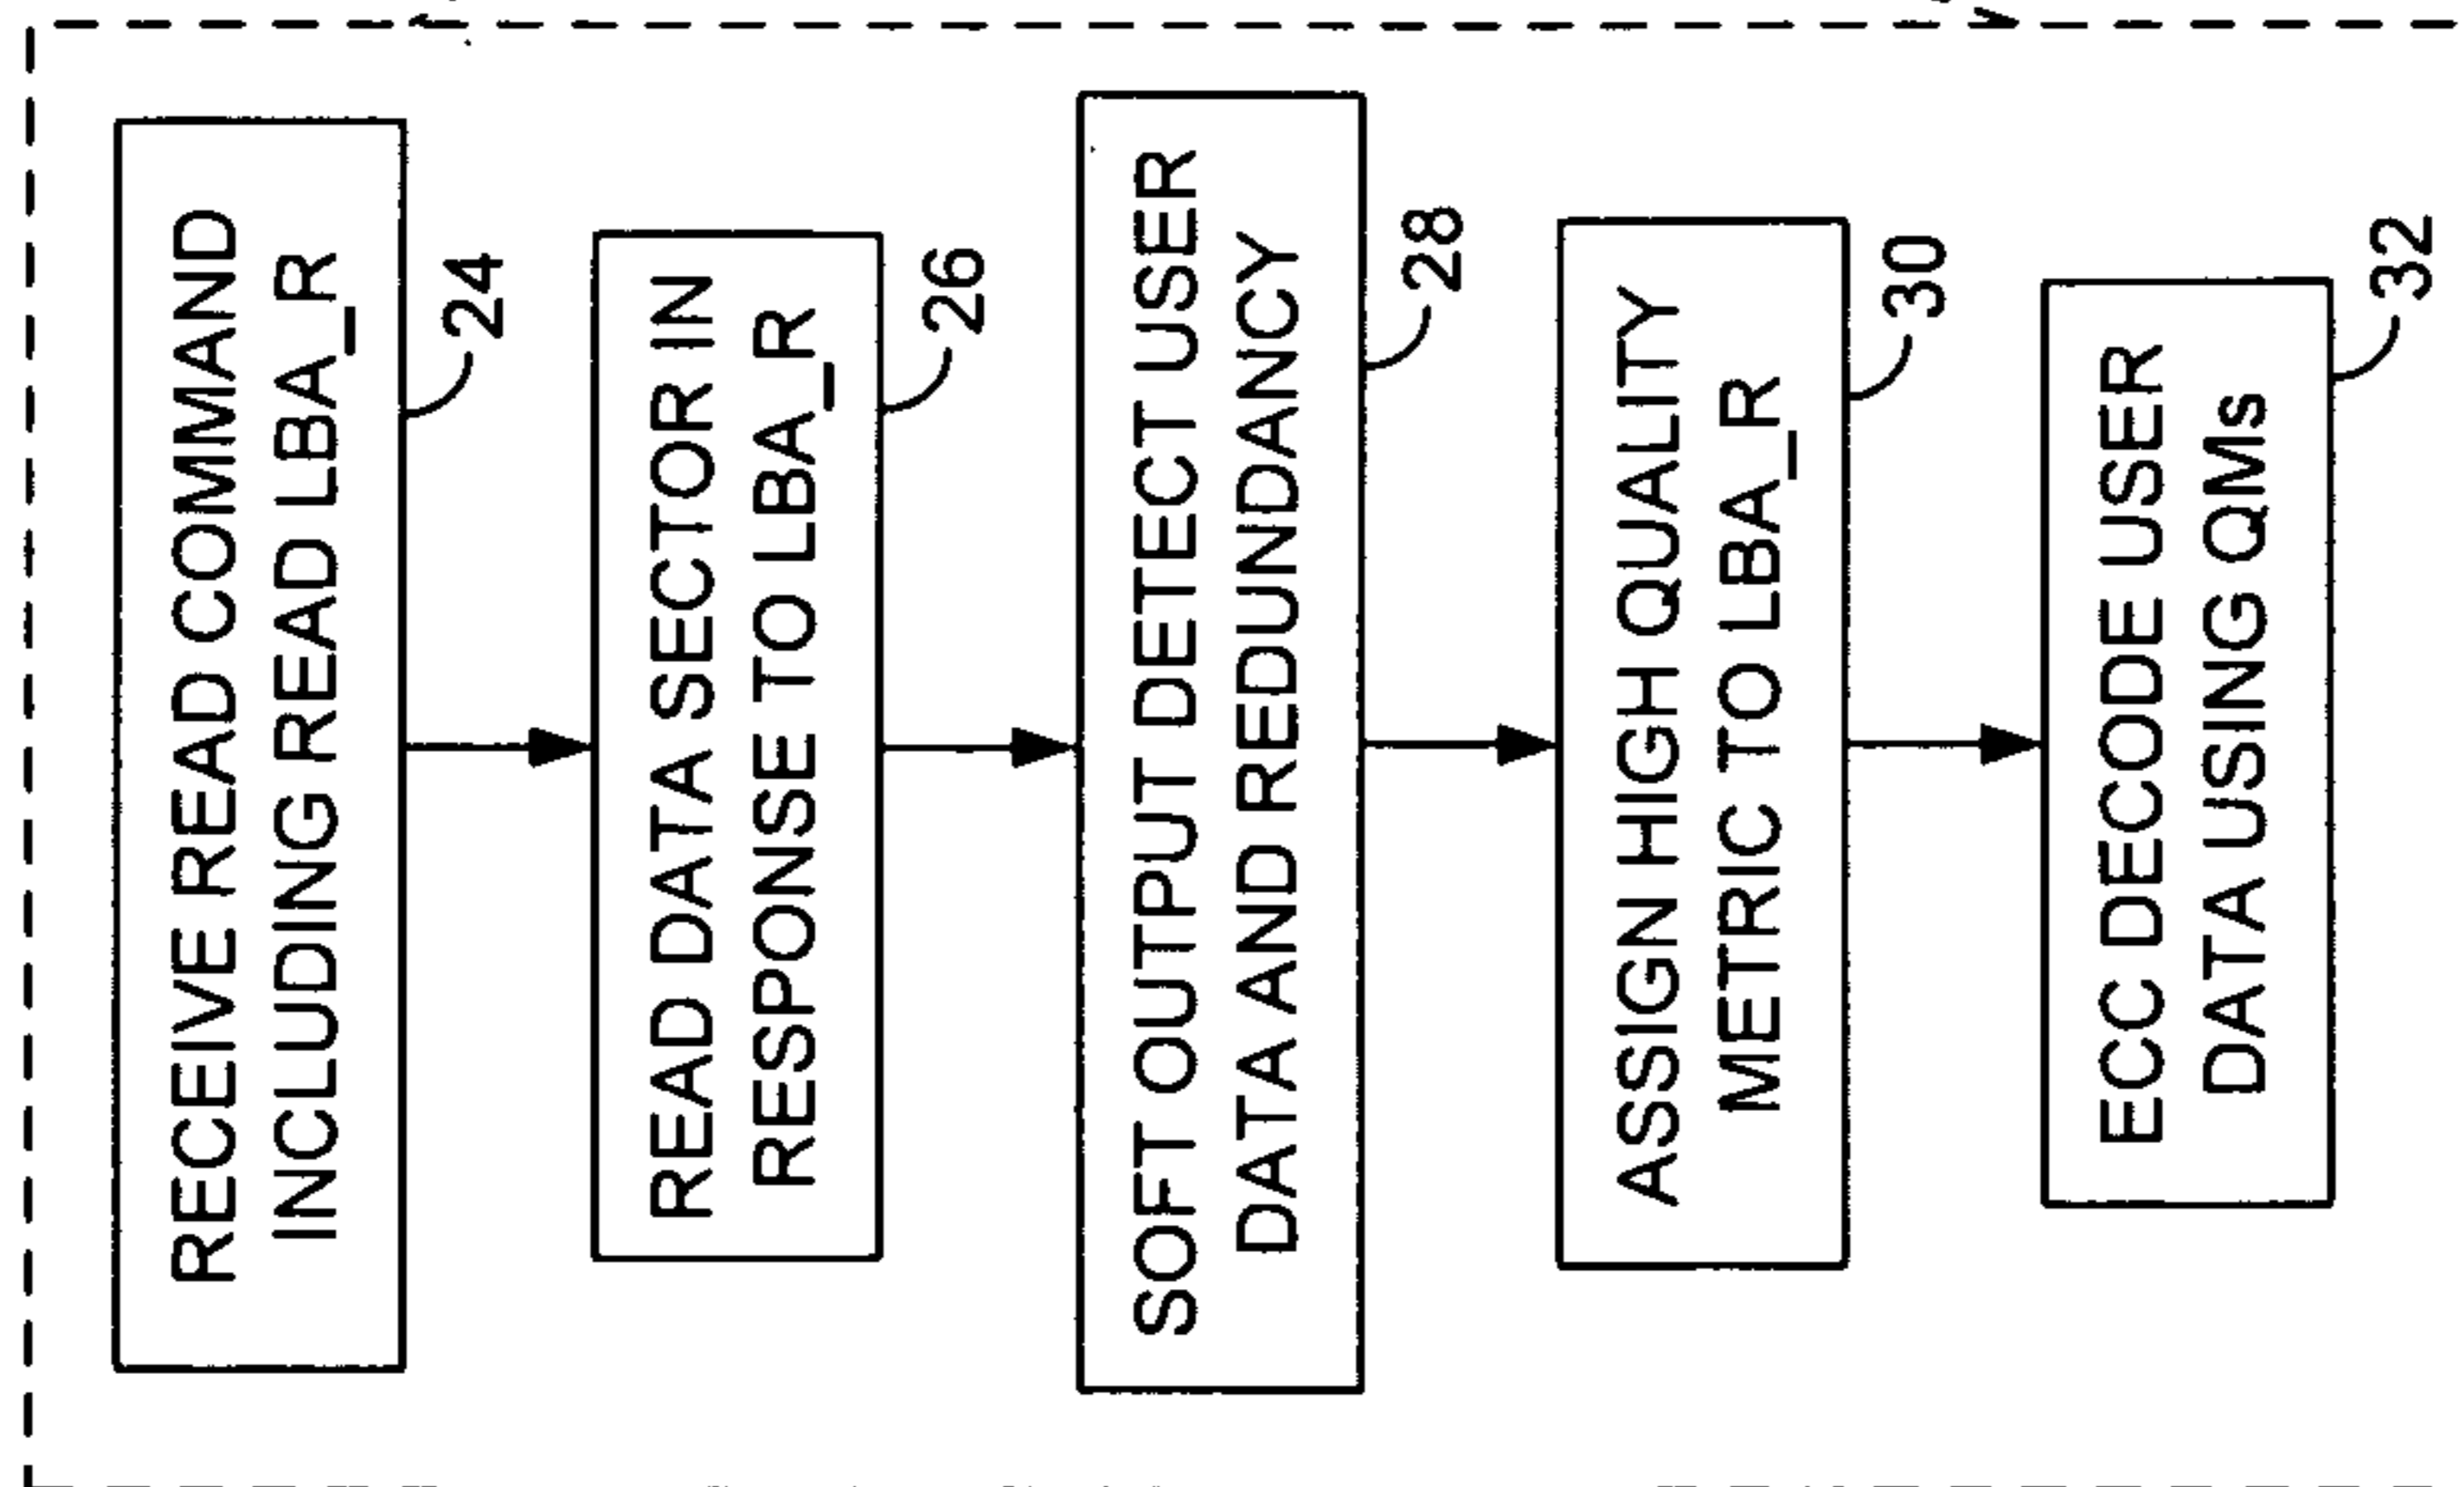 RECEIVE READ COMMAND
INCLUDING READ LBA_R
24
READ DATA SECTOR IN
RESPONSE TO LBA_R
26
SOFT OUTPUT DETECT USER
DATA AND REDUNDANCY
28
ASSIGN HIGH QUALITY
METRIC TO LBA_R
30
ECC DECODE USER
DATA USING QMs
32